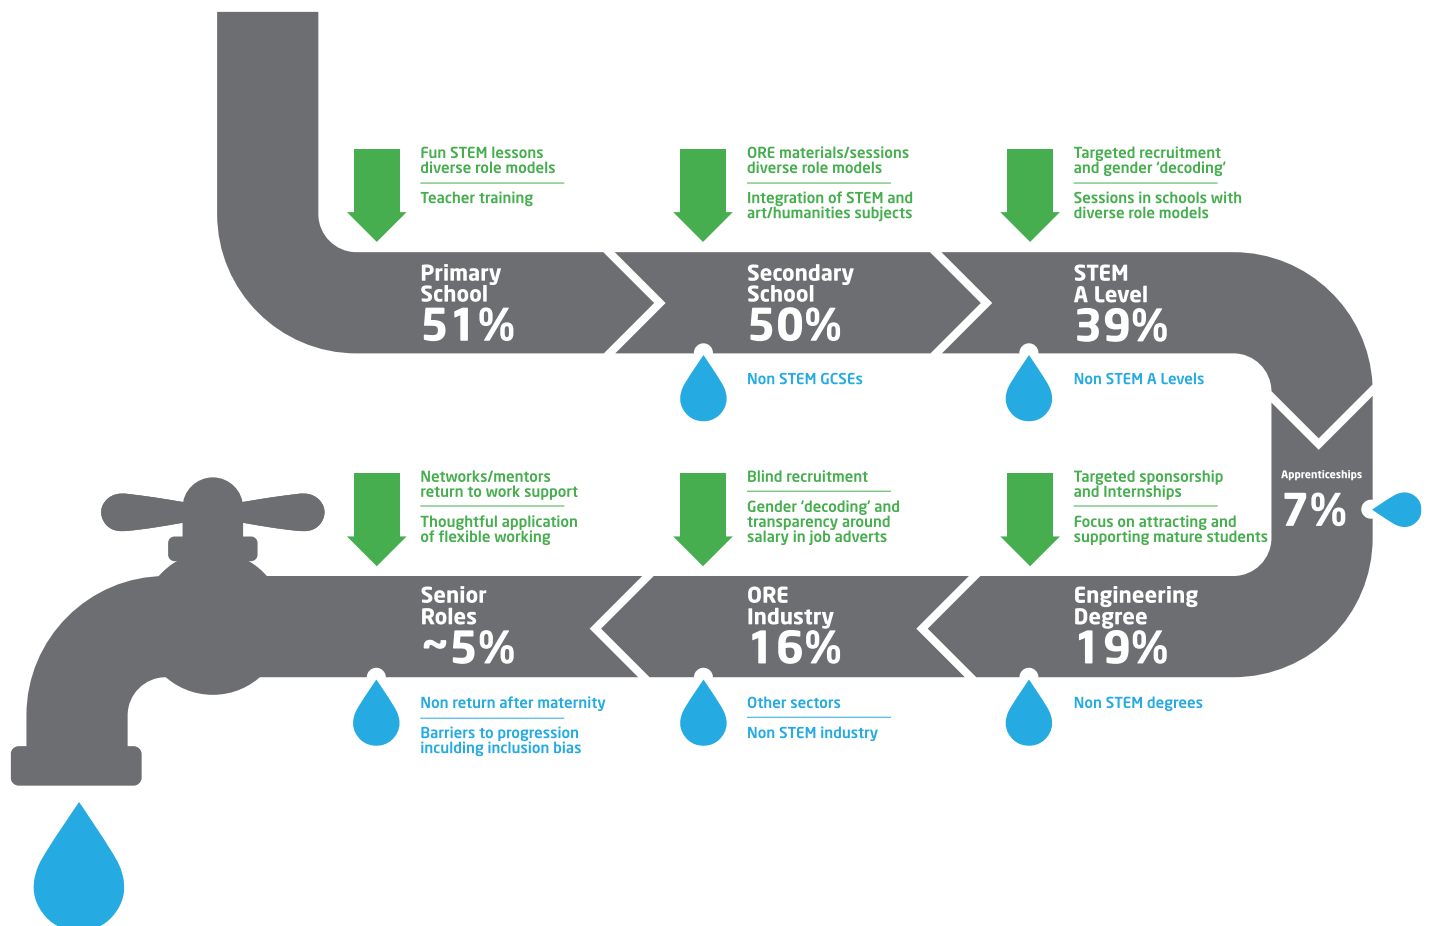 Fun STEM lessons
diverse role models
Teacher training
ORE materials/sessions
diverse role models
Integration of STEM and
art/humanities subjects
Targeted recruitment
and gender ‘decoding’
Sessions in schools with
diverse role models
Primary
School
51%
Secondary
School
50%
STEM
A Level
39%
Non STEM GCSEs
Non STEM A Levels
Apprenticeships
7%
Targeted sponsorship
and Internships
Focus on attracting and
supporting mature students
Blind recruitment
Gender ‘decoding’ and
transparency around
salary in job adverts
Networks/mentors
return to work support
Thoughtful application
of flexible working
Engineering
Degree
19%
ORE
Industry
16%
Senior
Roles
~5%
Non STEM degrees
Other sectors
Non STEM industry
Non return after maternity
Barriers to progression
inculding inclusion bias